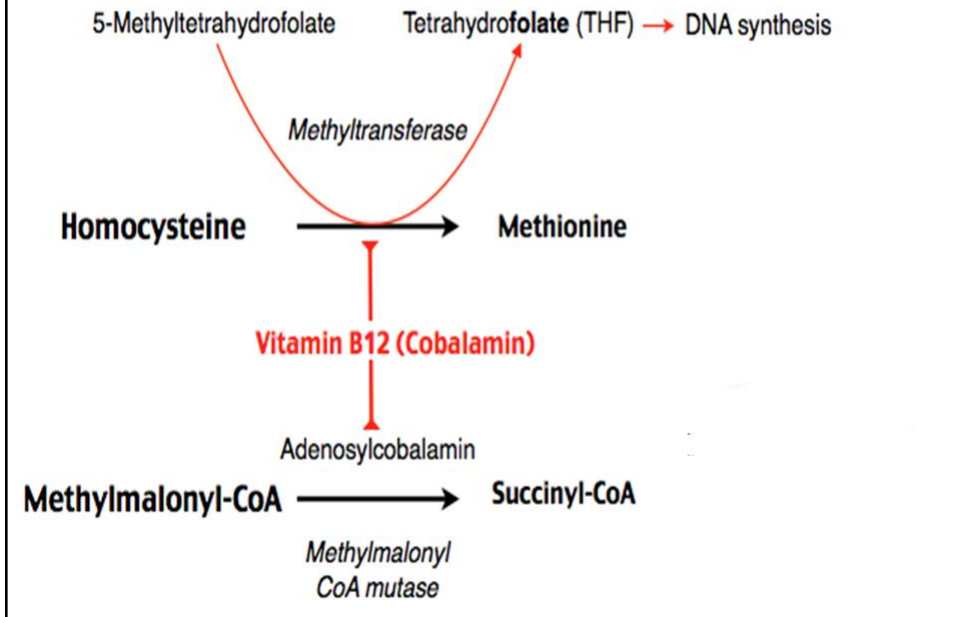 5-Methyltetrahydrofolate Tetrahydrofolate (THF) → DNA synthesis
Methyltransferase
Homocysteine Methionine
Vitamin B12 (Cobalamin)
Adenosylcobalamin
Methylmalonyl-CoA Succinyl-CoA
Methylmalonyl
CoA mutase